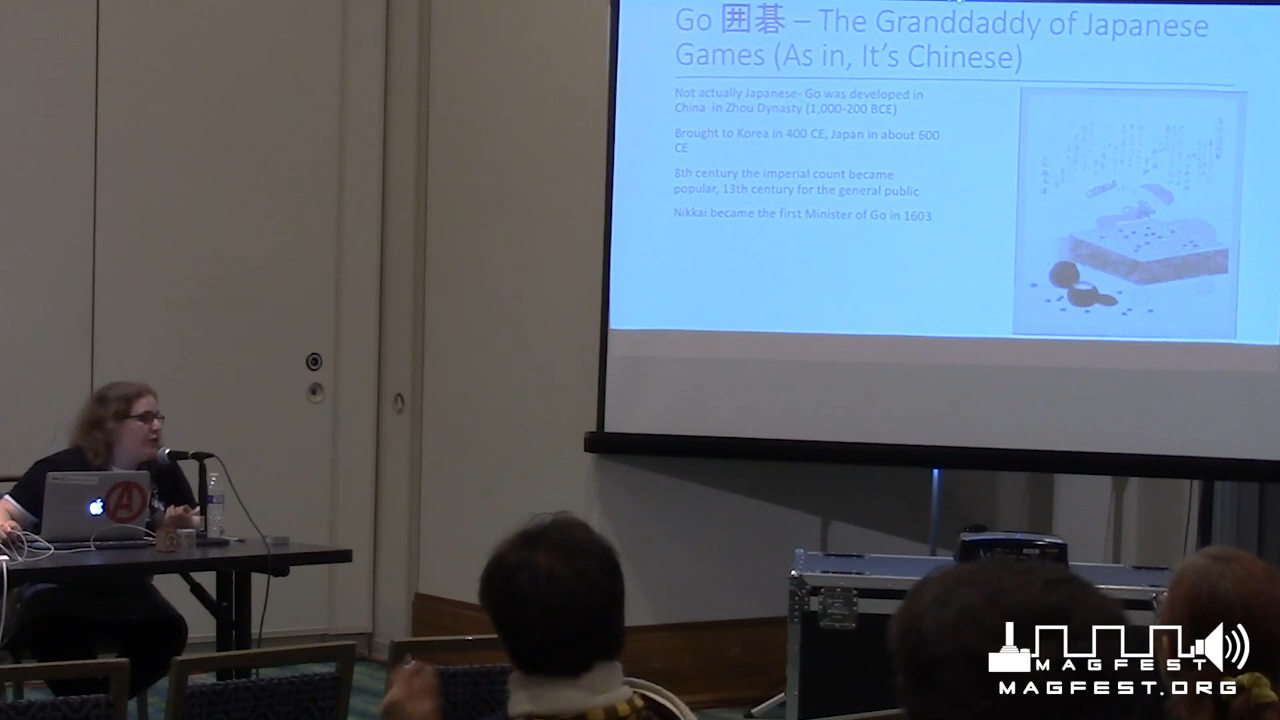 Go 囲碁 – The Granddaddy of Japanese
Games (As in, It's Chinese)
Not actually Japanese- Go was developed in
China in Zhou Dynasty (1,000-200 BCE)
Brought to Korea in 400 CE, Japan in about 600
CE
8th century the imperial count became
popular, 13th century for the general public
Nikkai became the first Minister of Go in 1603
MAGFEST
MAGFEST.ORG